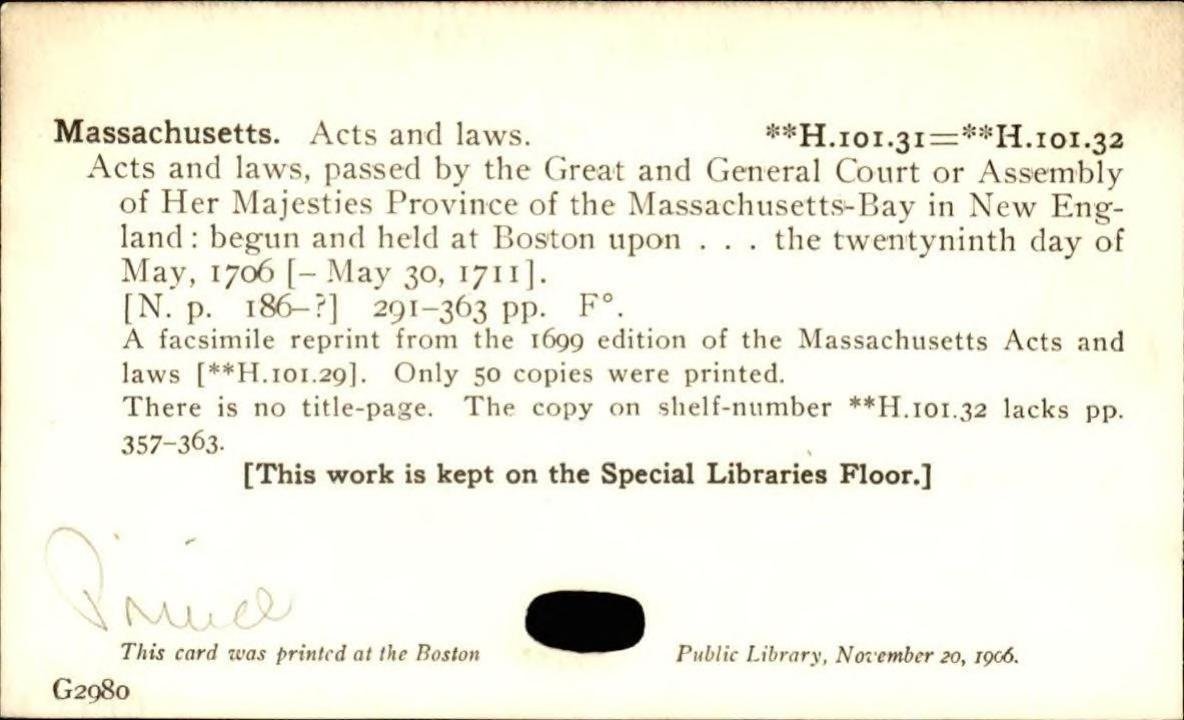 Massachusetts. Acts and laws. **H.101.31=**H.101.32
Acts and laws, passed by the Great and General Court or Assembly
of Her Majesties Province of the Massachusetts-Bay in New Eng-
land : begun and held at Boston upon . . . the twentyninth day of
May, 1706 [– May 30, 1711].
[N. p. 186–?] 291–363 pp. F°.
A facsimile reprint from the 1699 edition of the Massachusetts Acts and
laws [**H.101.29]. Only 50 copies were printed.
There is no title-page. The copy on shelf-number **H.101.32 lacks pp.
357–363.
[This work is kept on the Special Libraries Floor.]
Prince
This card was printed at the Boston Public Library, November 20, 1906.
G2980